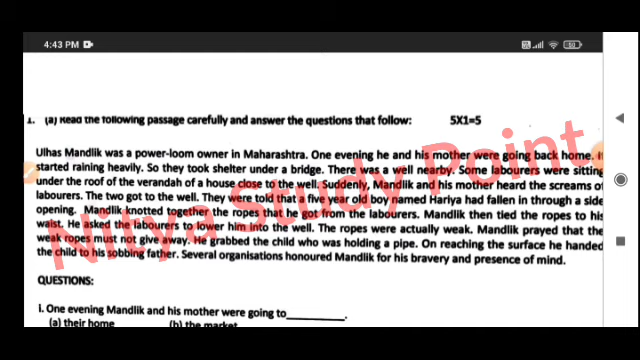 4:43 PM
1. (a) Read the following passage carefully and answer the questions that follow: 5X1=5
Ulhas Mandlik was a power-loom owner in Maharashtra. One evening he and his mother were going back home. It
started raining heavily. So they took shelter under a bridge. There was a well nearby. Some labourers were sitting
under the roof of the verandah of a house close to the well. Suddenly, Mandlik and his mother heard the screams of
labourers. The two got to the well. They were told that a five year old boy named Hariya had fallen in through a side
opening. Mandlik knotted together the ropes that he got from the labourers. Mandlik then tied the ropes to his
waist. He asked the labourers to lower him into the well. The ropes were actually weak. Mandlik prayed that the
weak ropes must not give away. He grabbed the child who was holding a pipe. On reaching the surface he handed
the child to his sobbing father. Several organisations honoured Mandlik for his bravery and presence of mind.
Nitya Study Point
QUESTIONS:
i. One evening Mandlik and his mother were going to____________.
(a) their home (b) the market